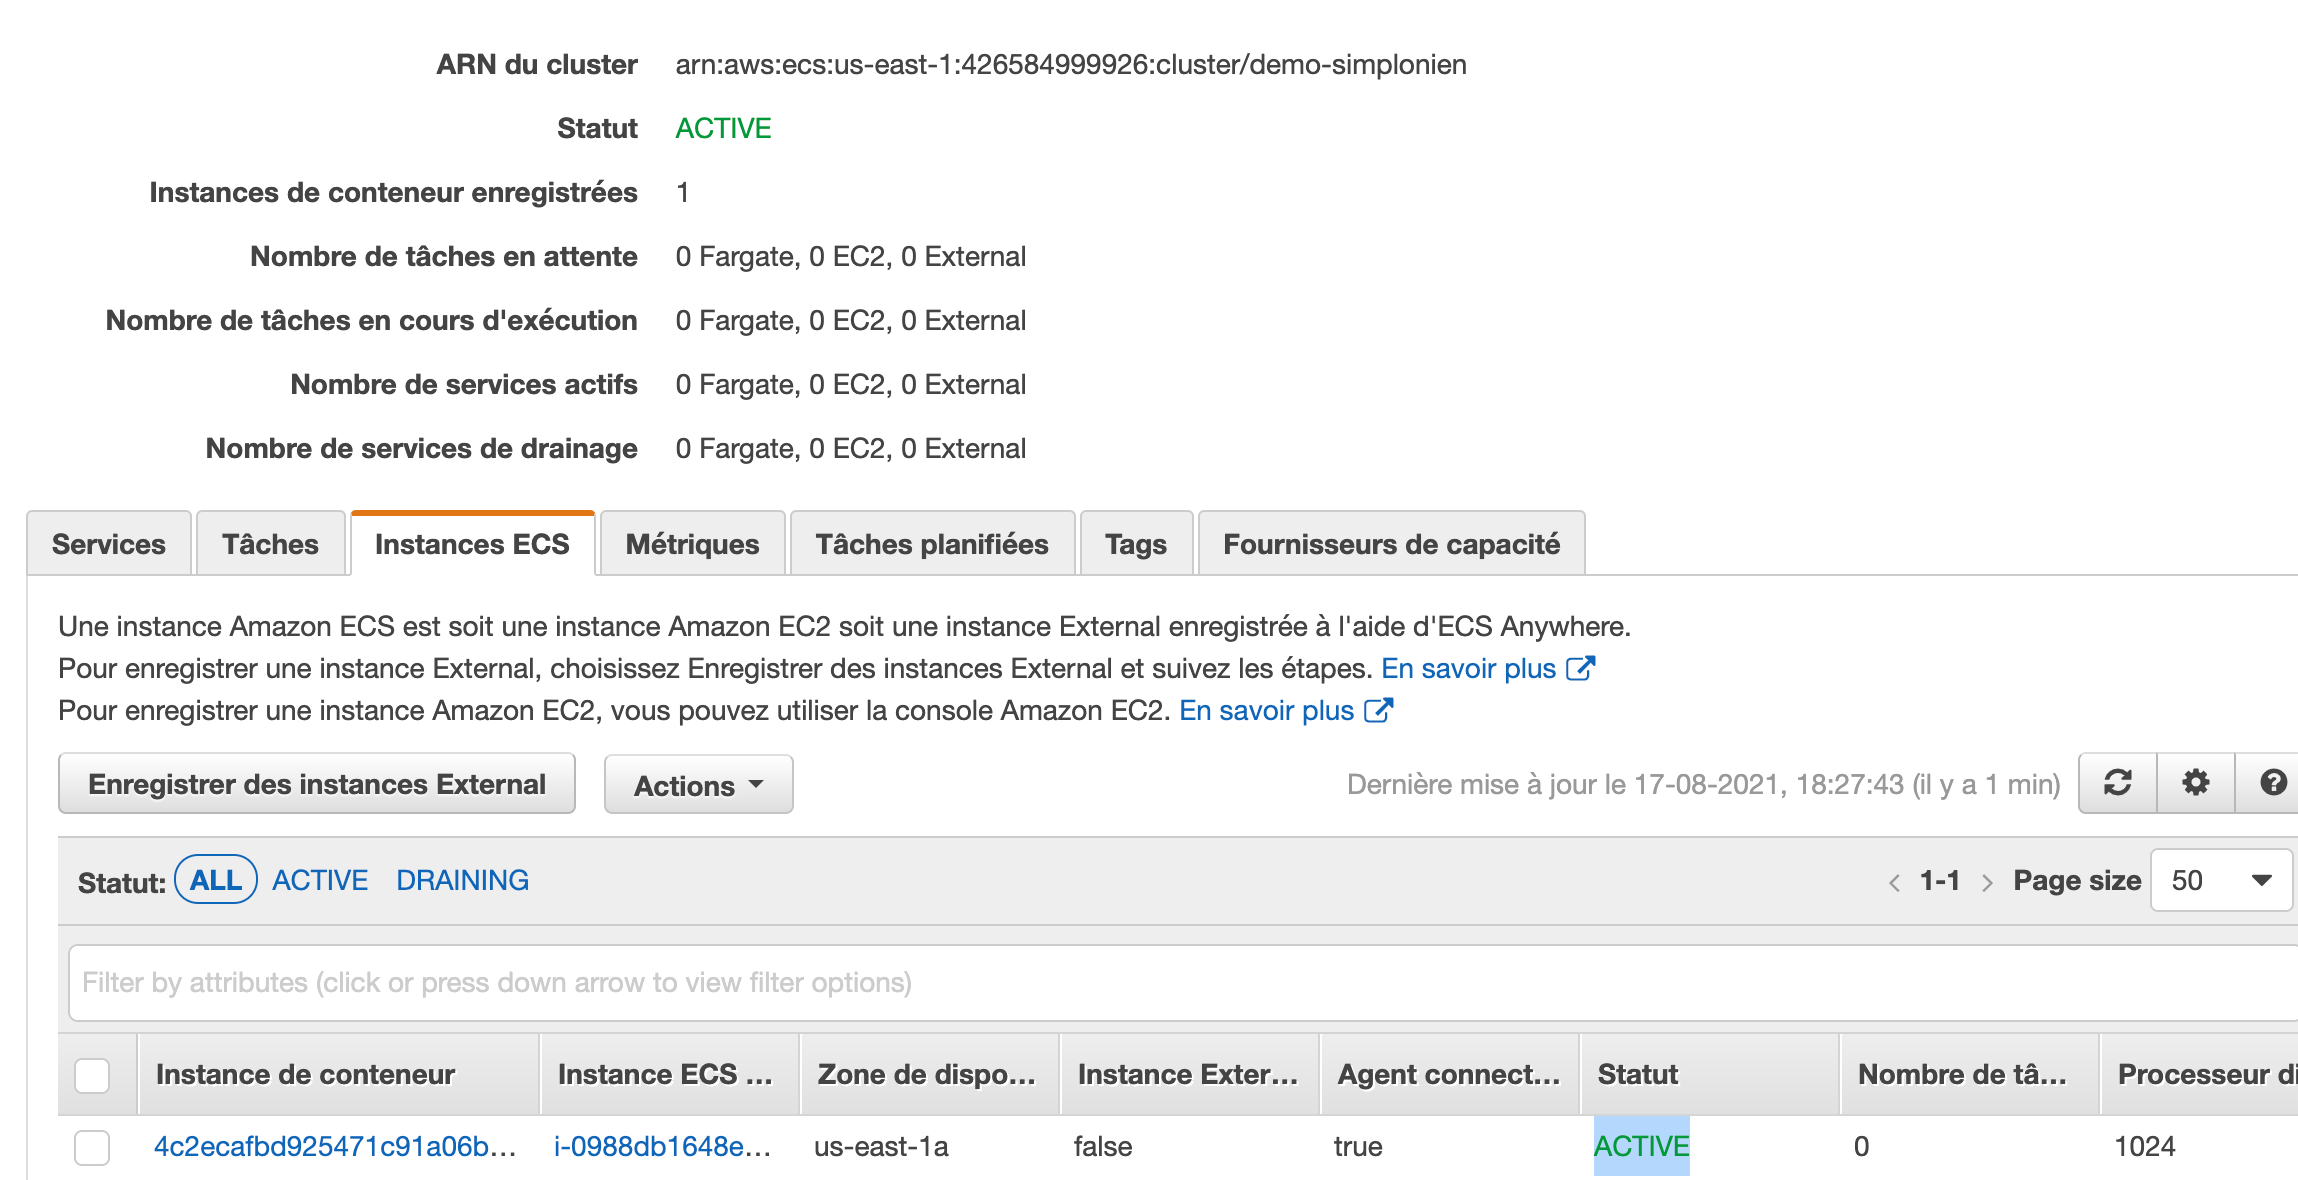 ARN du cluster arn:aws:ecs:us-east-1:426584999926:cluster/demo-simplonien
Statut ACTIVE
Instances de conteneur enregistrées 1
Nombre de tâches en attente 0 Fargate, 0 EC2, 0 External
Nombre de tâches en cours d'exécution 0 Fargate, 0 EC2, 0 External
Nombre de services actifs 0 Fargate, 0 EC2, 0 External
Nombre de services de drainage 0 Fargate, 0 EC2, 0 External
Services Tâches Instances ECS Métriques Tâches planifiées Tags Fournisseurs de capacité
Une instance Amazon ECS est soit une instance Amazon EC2 soit une instance External enregistrée à l'aide d'ECS Anywhere.
Pour enregistrer une instance External, choisissez Enregistrer des instances External et suivez les étapes. En savoir plus
Pour enregistrer une instance Amazon EC2, vous pouvez utiliser la console Amazon EC2. En savoir plus
Enregistrer des instances External Actions Dernière mise à jour le 17-08-2021, 18:27:43 (il y a 1 min)
Statut: ALL ACTIVE DRAINING < 1-1 > Page size 50
Filter by attributes (click or press down arrow to view filter options)
Instance de conteneur Instance ECS ... Zone de dispo... Instance Exter... Agent connect... Statut Nombre de tâ... Processeur di
4c2ecafbd925471c91a06b... i-0988db1648e... us-east-1a false true ACTIVE 0 1024